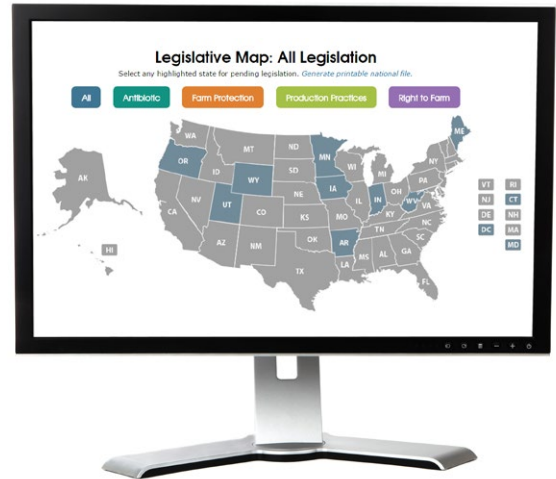 Legislative Map: All Legislation
Select any highlighted state for pending legislation. Generate printable national file.
All Antibiotic Farm Protection Production Practices Right to Farm
WA
MT
ND
MN
ME
OR
ID
SD
WI
MI
NY
AK
WY
IA
PA
VT RI
NV
UT
NE
IL
IN
OH
WV
VA
NJ CT
CA
CO
KS
MO
KY
DE NH
AZ
NM
OK
AR
TN
NC
DC MA
HI
SC
MD
TX
LA
MS
AL
GA
FL